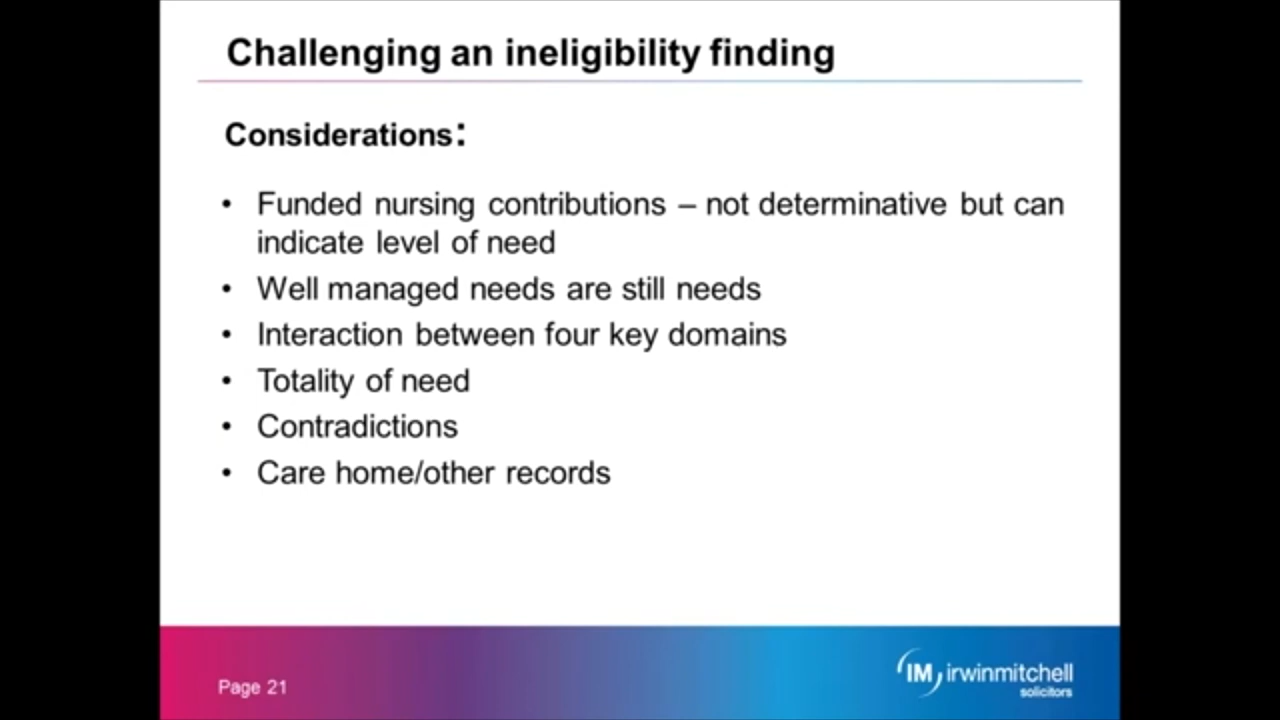 Challenging an ineligibility finding
Considerations:
• Funded nursing contributions – not determinative but can
indicate level of need
• Well managed needs are still needs
• Interaction between four key domains
• Totality of need
• Contradictions
• Care home/other records
Page 21
IM irwinmitchell
solicitors